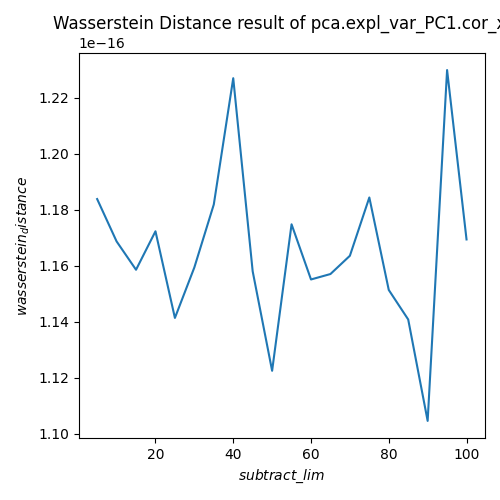 Wasserstein Distance result of pca.expl_var_PC1.cor_x
1e−16
1.22
1.20
1.18
1.16
1.14
1.12
1.10
wasserstein_distance
20 40 60 80 100
subtract_lim